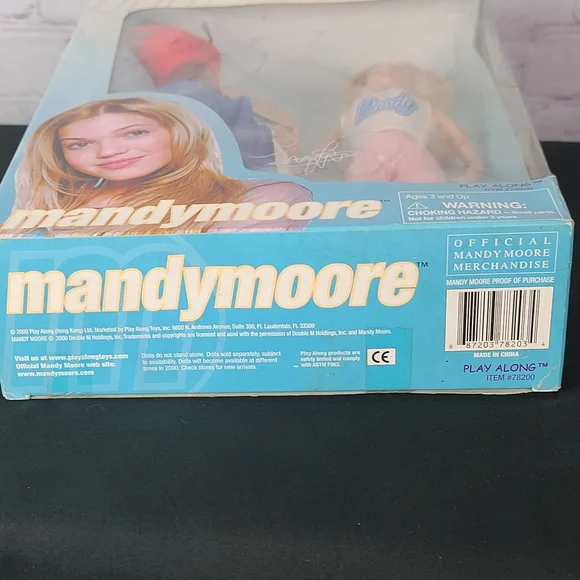 Mandy
PLAY ALONG™
Ages 3 and Up
WARNING:
CHOKING HAZARD – Small parts.
Not for children under 3 years.
mandymoore™
mandymoore™
OFFICIAL
MANDY MOORE
MERCHANDISE
MANDY MOORE PROOF OF PURCHASE
6 87203 78203 4
MADE IN CHINA
PLAY ALONG™
ITEM #78200
© 2000 Play Along (Hong Kong) Ltd. Marketed by Play Along Toys, Inc. 6600 N. Andrews Avenue, Suite 355, Ft. Lauderdale, Fl. 33309
MANDY MOORE © 2000 Double M Holdings, Inc. Trademarks and copyrights are licensed and used with the permission of Double M Holdings, Inc. and Mandy Moore.
Visit us at www.playalongtoys.com
Official Mandy Moore web site:
www.mandymoore.com
Dolls do not stand alone. Dolls sold separately, subject
to availability. Dolls will become available at different
times in 2000. Check stores for new arrivals.
Play Along products are
safety tested and comply
with ASTM F963.
CE